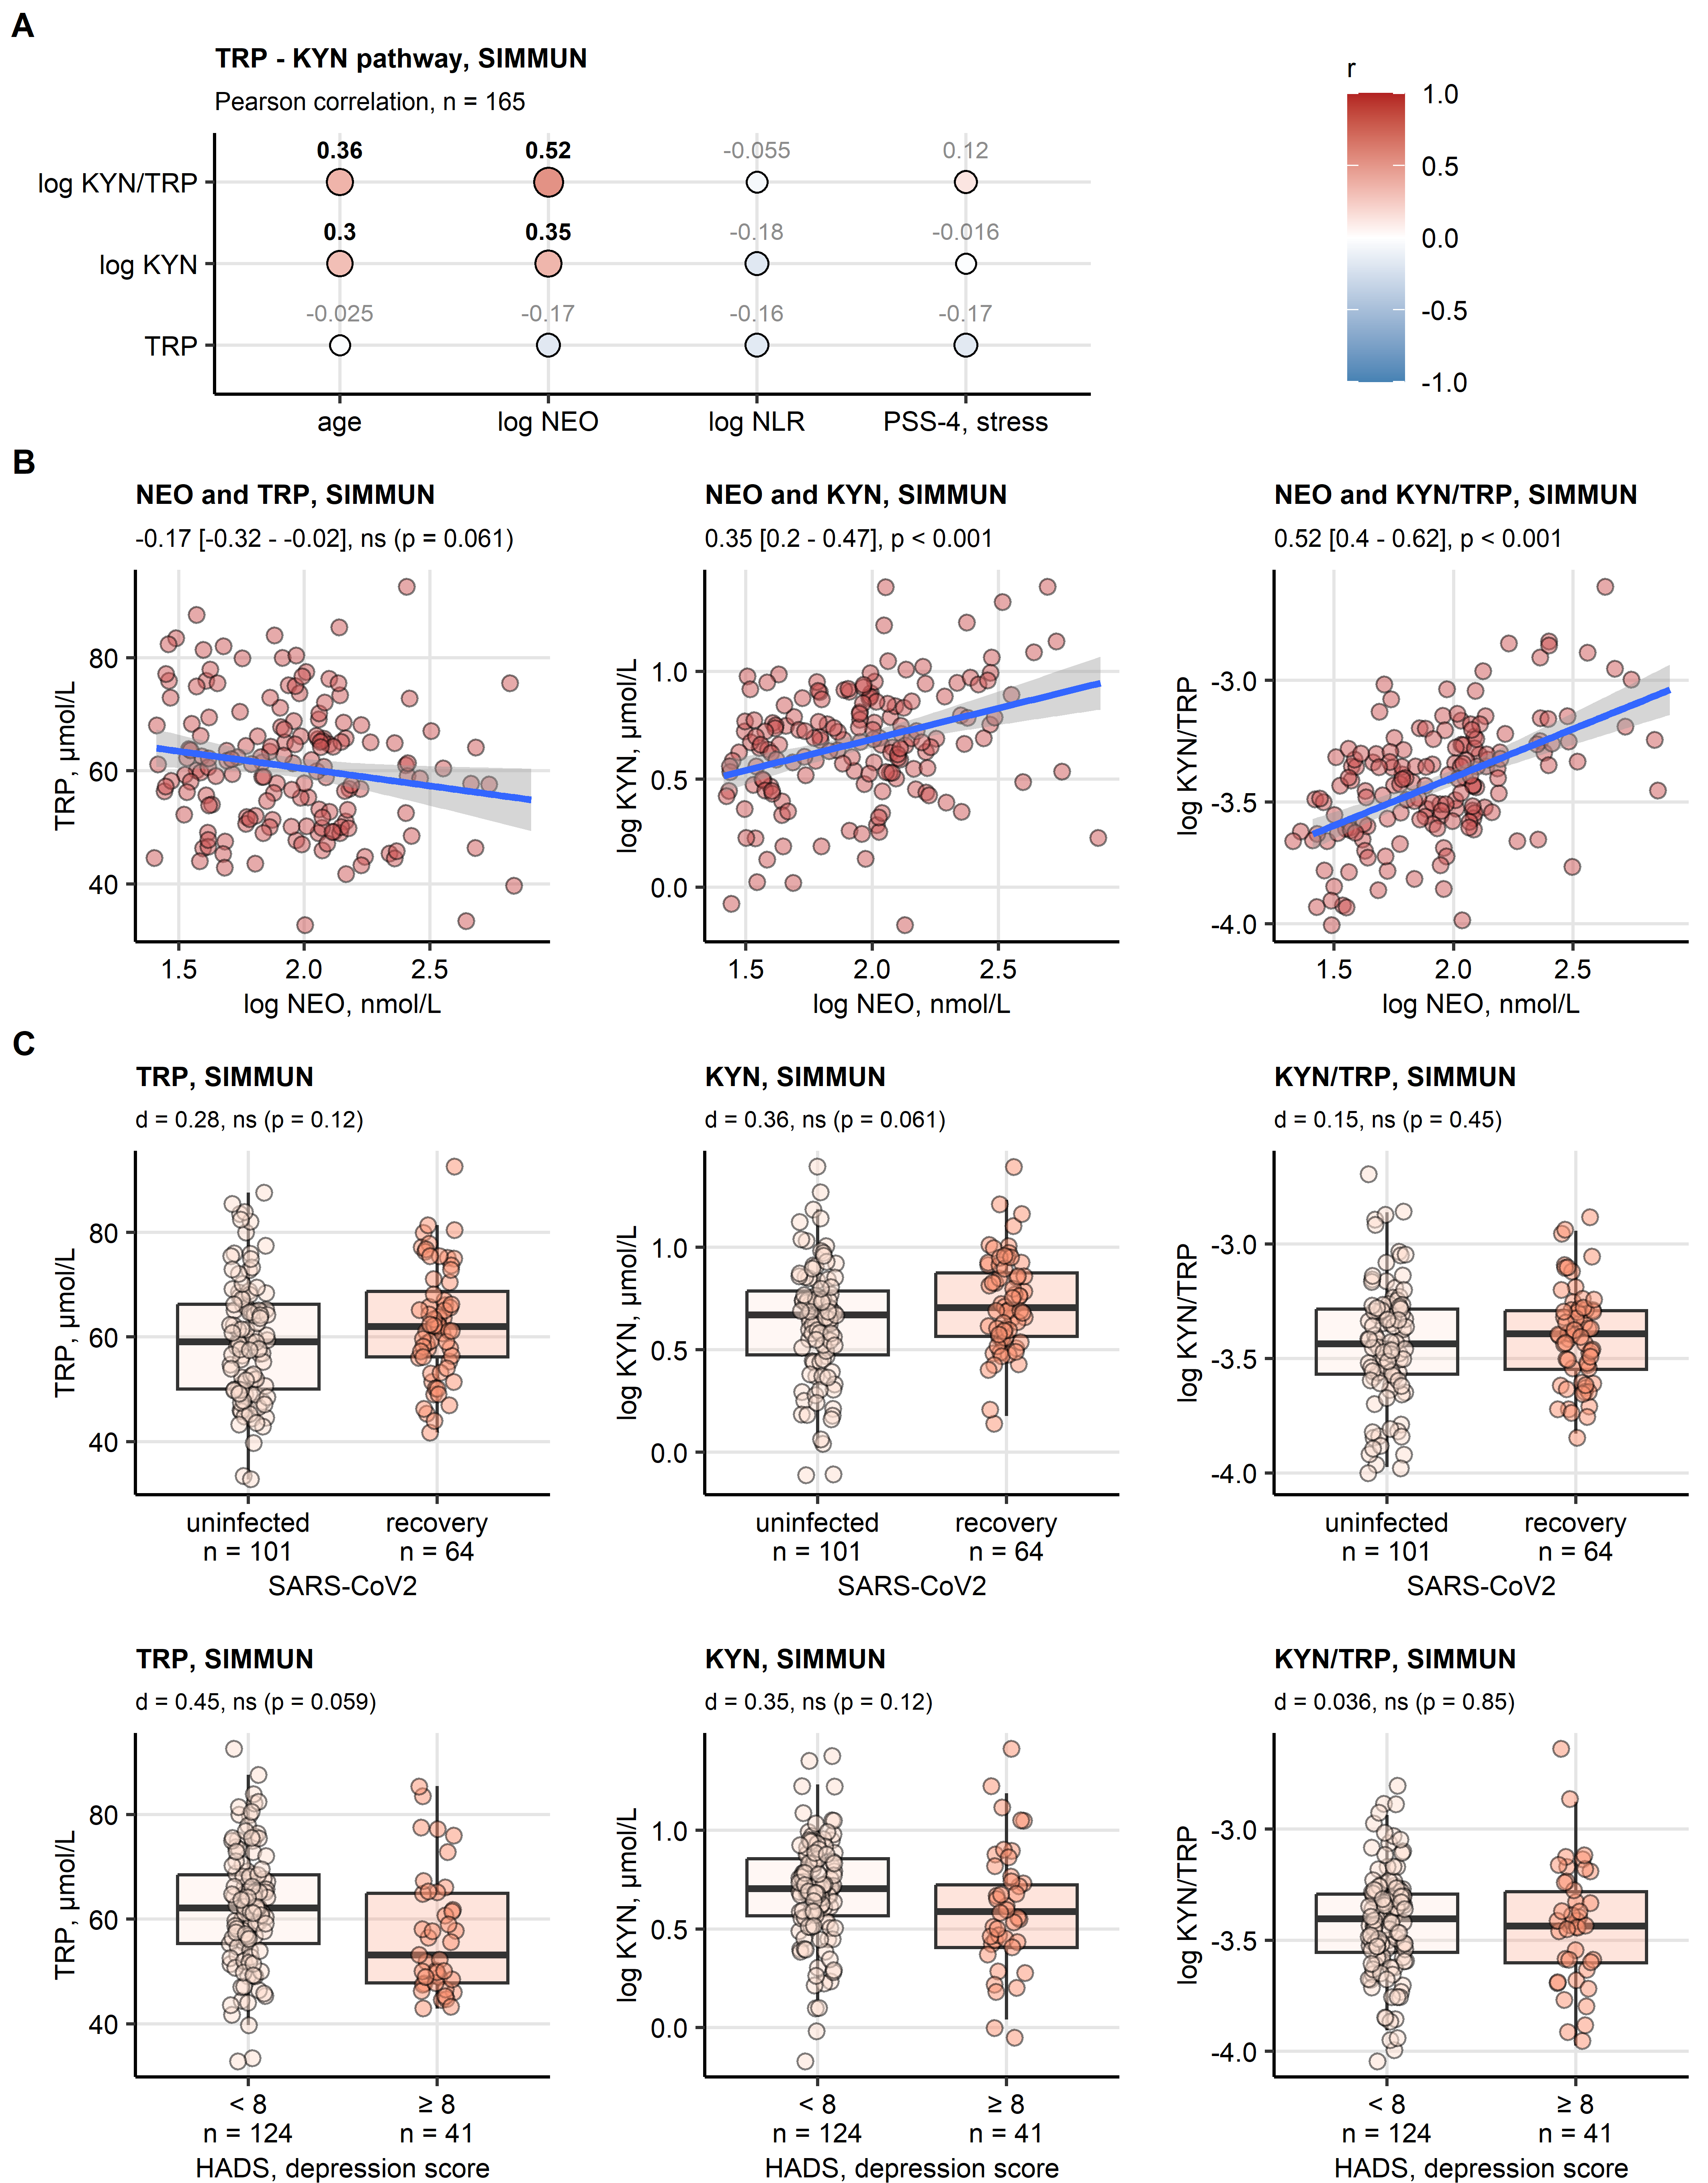 A
TRP - KYN pathway, SIMMUN
Pearson correlation, n = 165
r
1.0
0.5
0.0
-0.5
-1.0
0.36 0.52 -0.055 0.12
log KYN/TRP
0.3 0.35 -0.18 -0.016
log KYN
-0.025 -0.17 -0.16 -0.17
TRP
age log NEO log NLR PSS-4, stress
B
NEO and TRP, SIMMUN
-0.17 [-0.32 - -0.02], ns (p = 0.061)
TRP, µmol/L
80
60
40
1.5 2.0 2.5
log NEO, nmol/L
NEO and KYN, SIMMUN
0.35 [0.2 - 0.47], p < 0.001
log KYN, µmol/L
1.0
0.5
0.0
1.5 2.0 2.5
log NEO, nmol/L
NEO and KYN/TRP, SIMMUN
0.52 [0.4 - 0.62], p < 0.001
log KYN/TRP
-3.0
-3.5
-4.0
1.5 2.0 2.5
log NEO, nmol/L
C
TRP, SIMMUN
d = 0.28, ns (p = 0.12)
TRP, µmol/L
80
60
40
uninfected recovery
n = 101 n = 64
SARS-CoV2
KYN, SIMMUN
d = 0.36, ns (p = 0.061)
log KYN, µmol/L
1.0
0.5
0.0
uninfected recovery
n = 101 n = 64
SARS-CoV2
KYN/TRP, SIMMUN
d = 0.15, ns (p = 0.45)
log KYN/TRP
-3.0
-3.5
-4.0
uninfected recovery
n = 101 n = 64
SARS-CoV2
TRP, SIMMUN
d = 0.45, ns (p = 0.059)
TRP, µmol/L
80
60
40
< 8 ≥ 8
n = 124 n = 41
HADS, depression score
KYN, SIMMUN
d = 0.35, ns (p = 0.12)
log KYN, µmol/L
1.0
0.5
0.0
< 8 ≥ 8
n = 124 n = 41
HADS, depression score
KYN/TRP, SIMMUN
d = 0.036, ns (p = 0.85)
log KYN/TRP
-3.0
-3.5
-4.0
< 8 ≥ 8
n = 124 n = 41
HADS, depression score